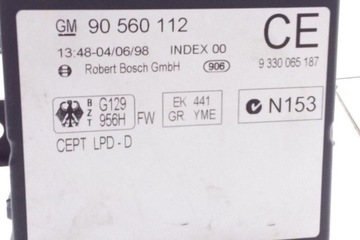 GM 90 560 112 CE
13:48-04/06/98 INDEX 00
Robert Bosch GmbH 906 9 330 065 187
B Z T G129 956H FW EK 441 GR YME N153
CEPT LPD - D